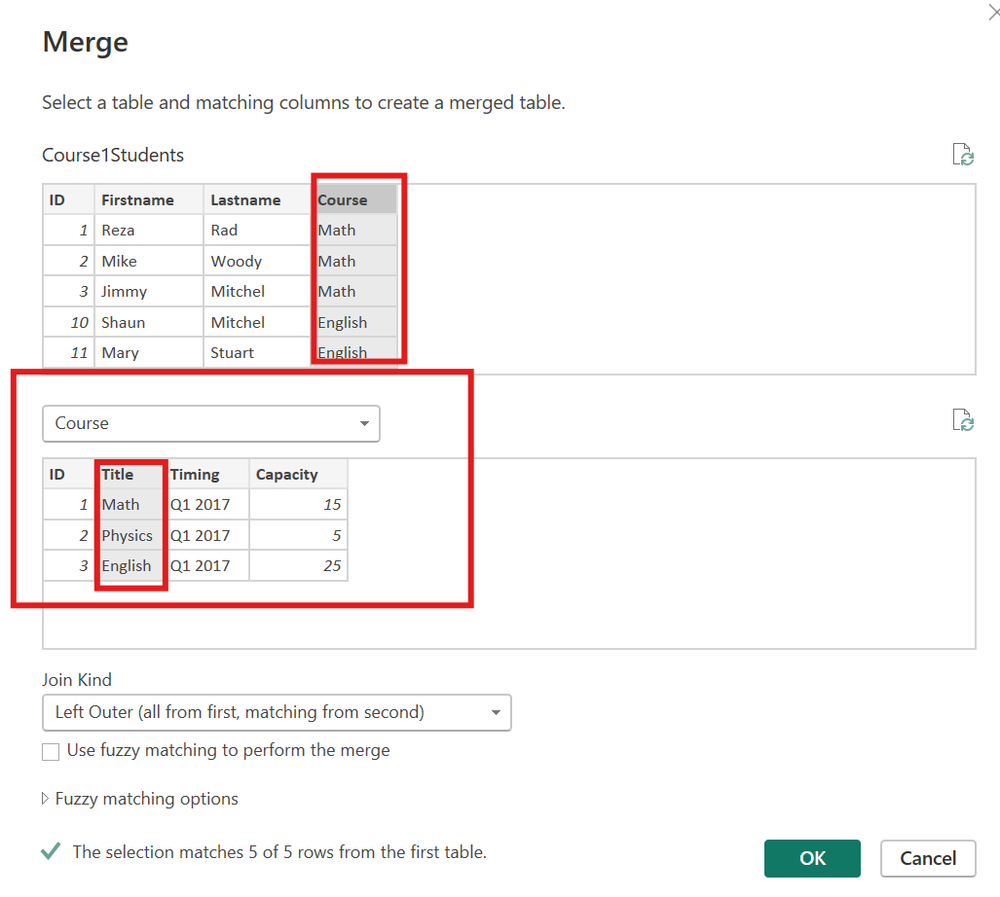 Merge
Select a table and matching columns to create a merged table.
Course1Students
ID Firstname Lastname Course
1 Reza Rad Math
2 Mike Woody Math
3 Jimmy Mitchel Math
10 Shaun Mitchel English
11 Mary Stuart English
Course
ID Title Timing Capacity
1 Math Q1 2017 15
2 Physics Q1 2017 5
3 English Q1 2017 25
Join Kind
Left Outer (all from first, matching from second)
Use fuzzy matching to perform the merge
Fuzzy matching options
The selection matches 5 of 5 rows from the first table.
OK Cancel